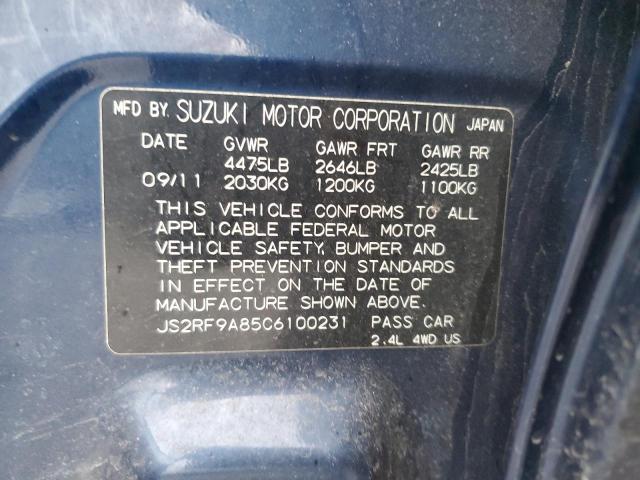 MFD BY. SUZUKI MOTOR CORPORATION JAPAN
DATE GVWR GAWR FRT GAWR RR
4475LB 2646LB 2425LB
09/11 2030KG 1200KG 1100KG
THIS VEHICLE CONFORMS TO ALL
APPLICABLE FEDERAL MOTOR
VEHICLE SAFETY, BUMPER AND
THEFT PREVENTION STANDARDS
IN EFFECT ON THE DATE OF
MANUFACTURE SHOWN ABOVE.
JS2RF9A85C6100231 PASS CAR
2.4L 4WD US